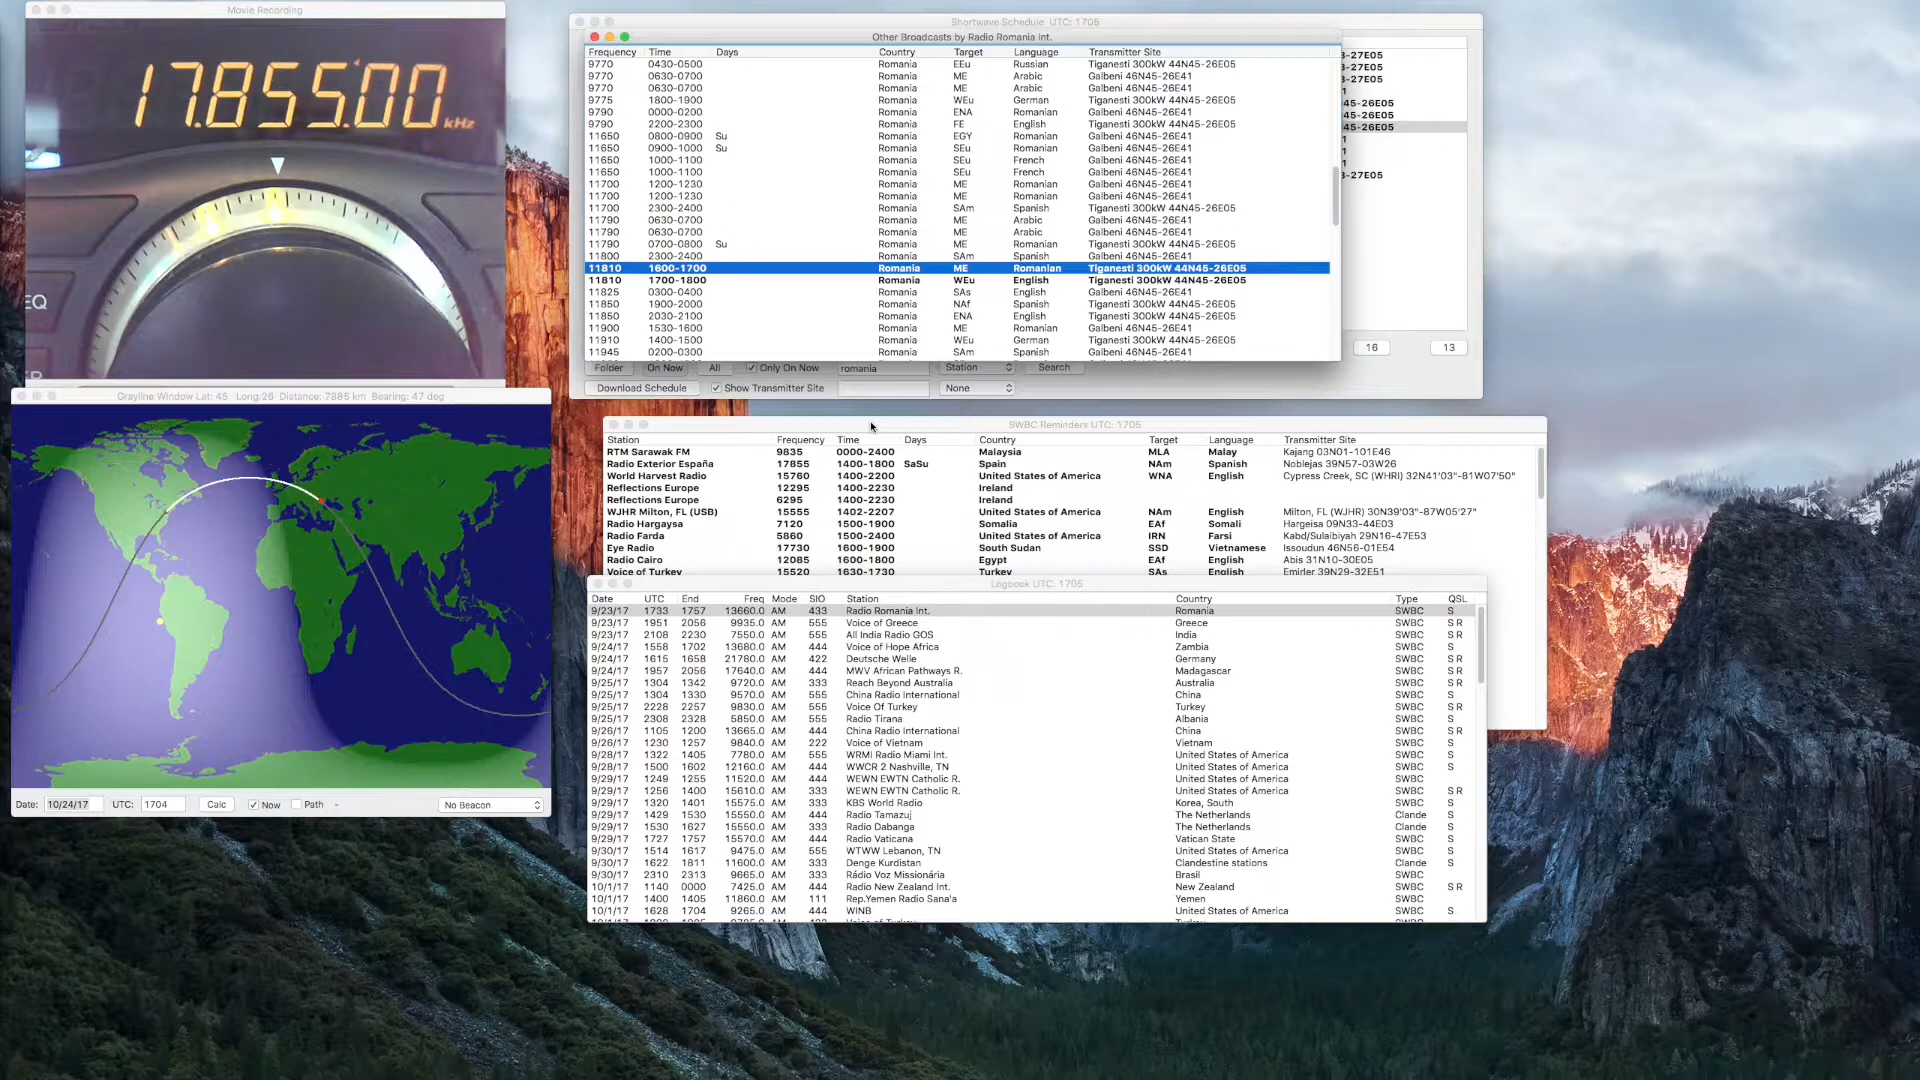 Movie Recording
17.855.00 kHz
EQ
Shortwave Schedule UTC: 1705
Other Broadcasts by Radio Romania Int.
Frequency Time Days Country Target Language Transmitter Site
9770 0430-0500 Romania EEu Russian Tiganesti 300kW 44N45-26E05
9770 0630-0700 Romania ME Arabic Galbeni 46N45-26E41
9770 0630-0700 Romania ME Arabic Galbeni 46N45-26E41
9775 1800-1900 Romania WEu German Tiganesti 300kW 44N45-26E05
9790 0000-0200 Romania ENA Romanian Galbeni 46N45-26E41
9790 2200-2300 Romania FE English Tiganesti 300kW 44N45-26E05
11650 0800-0900 Su Romania EGY Romanian Galbeni 46N45-26E41
11650 0900-1000 Su Romania SEu Romanian Galbeni 46N45-26E41
11650 1000-1100 Romania SEu French Galbeni 46N45-26E41
11650 1000-1100 Romania SEu French Galbeni 46N45-26E41
11700 1200-1230 Romania ME Romanian Galbeni 46N45-26E41
11700 1200-1230 Romania ME Romanian Galbeni 46N45-26E41
11700 2300-2400 Romania SAm Spanish Tiganesti 300kW 44N45-26E05
11790 0630-0700 Romania ME Arabic Galbeni 46N45-26E41
11790 0630-0700 Romania ME Arabic Galbeni 46N45-26E41
11790 0700-0800 Su Romania ME Romanian Tiganesti 300kW 44N45-26E05
11800 2300-2400 Romania SAm Spanish Galbeni 46N45-26E41
11810 1600-1700 Romania ME Romanian Tiganesti 300kW 44N45-26E05
11810 1700-1800 Romania WEu English Tiganesti 300kW 44N45-26E05
11825 0300-0400 Romania SAs English Galbeni 46N45-26E41
11850 1900-2000 Romania NAf Spanish Tiganesti 300kW 44N45-26E05
11850 2030-2100 Romania ENA English Tiganesti 300kW 44N45-26E05
11900 1530-1600 Romania ME Romanian Galbeni 46N45-26E41
11910 1400-1500 Romania WEu German Tiganesti 300kW 44N45-26E05
11945 0200-0300 Romania SAm Spanish Galbeni 46N45-26E41
3-27E05
3-27E05
3-27E05
1
45-26E05
45-26E05
45-26E05
1
1
1
3-27E05
16 13
Folder On Now All Only On Now romania Station Search
Download Schedule Show Transmitter Site None
Grayline Window Lat: 45 Long:26 Distance: 7885 km Bearing: 47 deg
Date: 10/24/17 UTC: 1704 Calc Now Path - No Beacon
SWBC Reminders UTC: 1705
Station Frequency Time Days Country Target Language Transmitter Site
RTM Sarawak FM 9835 0000-2400 Malaysia MLA Malay Kajang 03N01-101E46
Radio Exterior España 17855 1400-1800 SaSu Spain NAm Spanish Noblejas 39N57-03W26
World Harvest Radio 15760 1400-2200 United States of America WNA English Cypress Creek, SC (WHRI) 32N41'03"-81W07'50"
Reflections Europe 12295 1400-2230 Ireland
Reflections Europe 6295 1400-2230 Ireland
WJHR Milton, FL (USB) 15555 1402-2207 United States of America NAm English Milton, FL (WJHR) 30N39'03"-87W05'27"
Radio Hargaysa 7120 1500-1900 Somalia EAf Somali Hargeisa 09N33-44E03
Radio Farda 5860 1500-2400 United States of America IRN Farsi Kabd/Sulaibiyah 29N16-47E53
Eye Radio 17730 1600-1900 South Sudan SSD Vietnamese Issoudun 46N56-01E54
Radio Cairo 12085 1600-1800 Egypt EAf English Abis 31N10-30E05
Voice of Turkey 15520 1630-1730 Turkey SAs English Emirler 39N29-32E51
Logbook UTC: 1705
Date UTC End Freq Mode SIO Station Country Type QSL
9/23/17 1733 1757 13660.0 AM 433 Radio Romania Int. Romania SWBC S
9/23/17 1951 2056 9935.0 AM 555 Voice of Greece Greece SWBC S R
9/23/17 2108 2230 7550.0 AM 555 All India Radio GOS India SWBC S R
9/24/17 1558 1702 13680.0 AM 444 Voice of Hope Africa Zambia SWBC S
9/24/17 1615 1658 21780.0 AM 422 Deutsche Welle Germany SWBC S R
9/24/17 1957 2056 17640.0 AM 444 MWV African Pathways R. Madagascar SWBC S R
9/25/17 1304 1342 9720.0 AM 333 Reach Beyond Australia Australia SWBC S R
9/25/17 1304 1330 9570.0 AM 555 China Radio International China SWBC S
9/25/17 2228 2257 9830.0 AM 555 Voice Of Turkey Turkey SWBC S R
9/25/17 2308 2328 5850.0 AM 555 Radio Tirana Albania SWBC S
9/26/17 1105 1200 13665.0 AM 444 China Radio International China SWBC S R
9/26/17 1230 1257 9840.0 AM 222 Voice of Vietnam Vietnam SWBC S
9/28/17 1322 1405 7780.0 AM 555 WRMI Radio Miami Int. United States of America SWBC S
9/28/17 1500 1602 12160.0 AM 444 WWCR 2 Nashville, TN United States of America SWBC S
9/29/17 1249 1255 11520.0 AM 333 WEWN EWTN Catholic R. United States of America SWBC
9/29/17 1256 1400 15610.0 AM 333 WEWN EWTN Catholic R. United States of America SWBC S R
9/29/17 1320 1401 15575.0 AM 333 KBS World Radio Korea, South SWBC S
9/29/17 1429 1530 15550.0 AM 444 Radio Tamazuj The Netherlands Clande S
9/29/17 1530 1627 15550.0 AM 333 Radio Dabanga The Netherlands SWBC S
9/29/17 1727 1757 15570.0 AM 444 Radio Vaticana Vatican State SWBC S
9/30/17 1514 1617 9475.0 AM 555 WTWW Lebanon, TN United States of America SWBC S
9/30/17 1622 1811 11600.0 AM 333 Denge Kurdistan Clandestine stations Clande S
9/30/17 2310 2313 9665.0 AM 333 Rádio Voz Missionária Brasil SWBC
10/1/17 1140 0000 7425.0 AM 444 Radio New Zealand Int. New Zealand SWBC S R
10/1/17 1400 1405 11860.0 AM 111 Rep.Yemen Radio Sana'a Yemen SWBC
10/1/17 1628 1704 9265.0 AM 444 WINB United States of America SWBC S